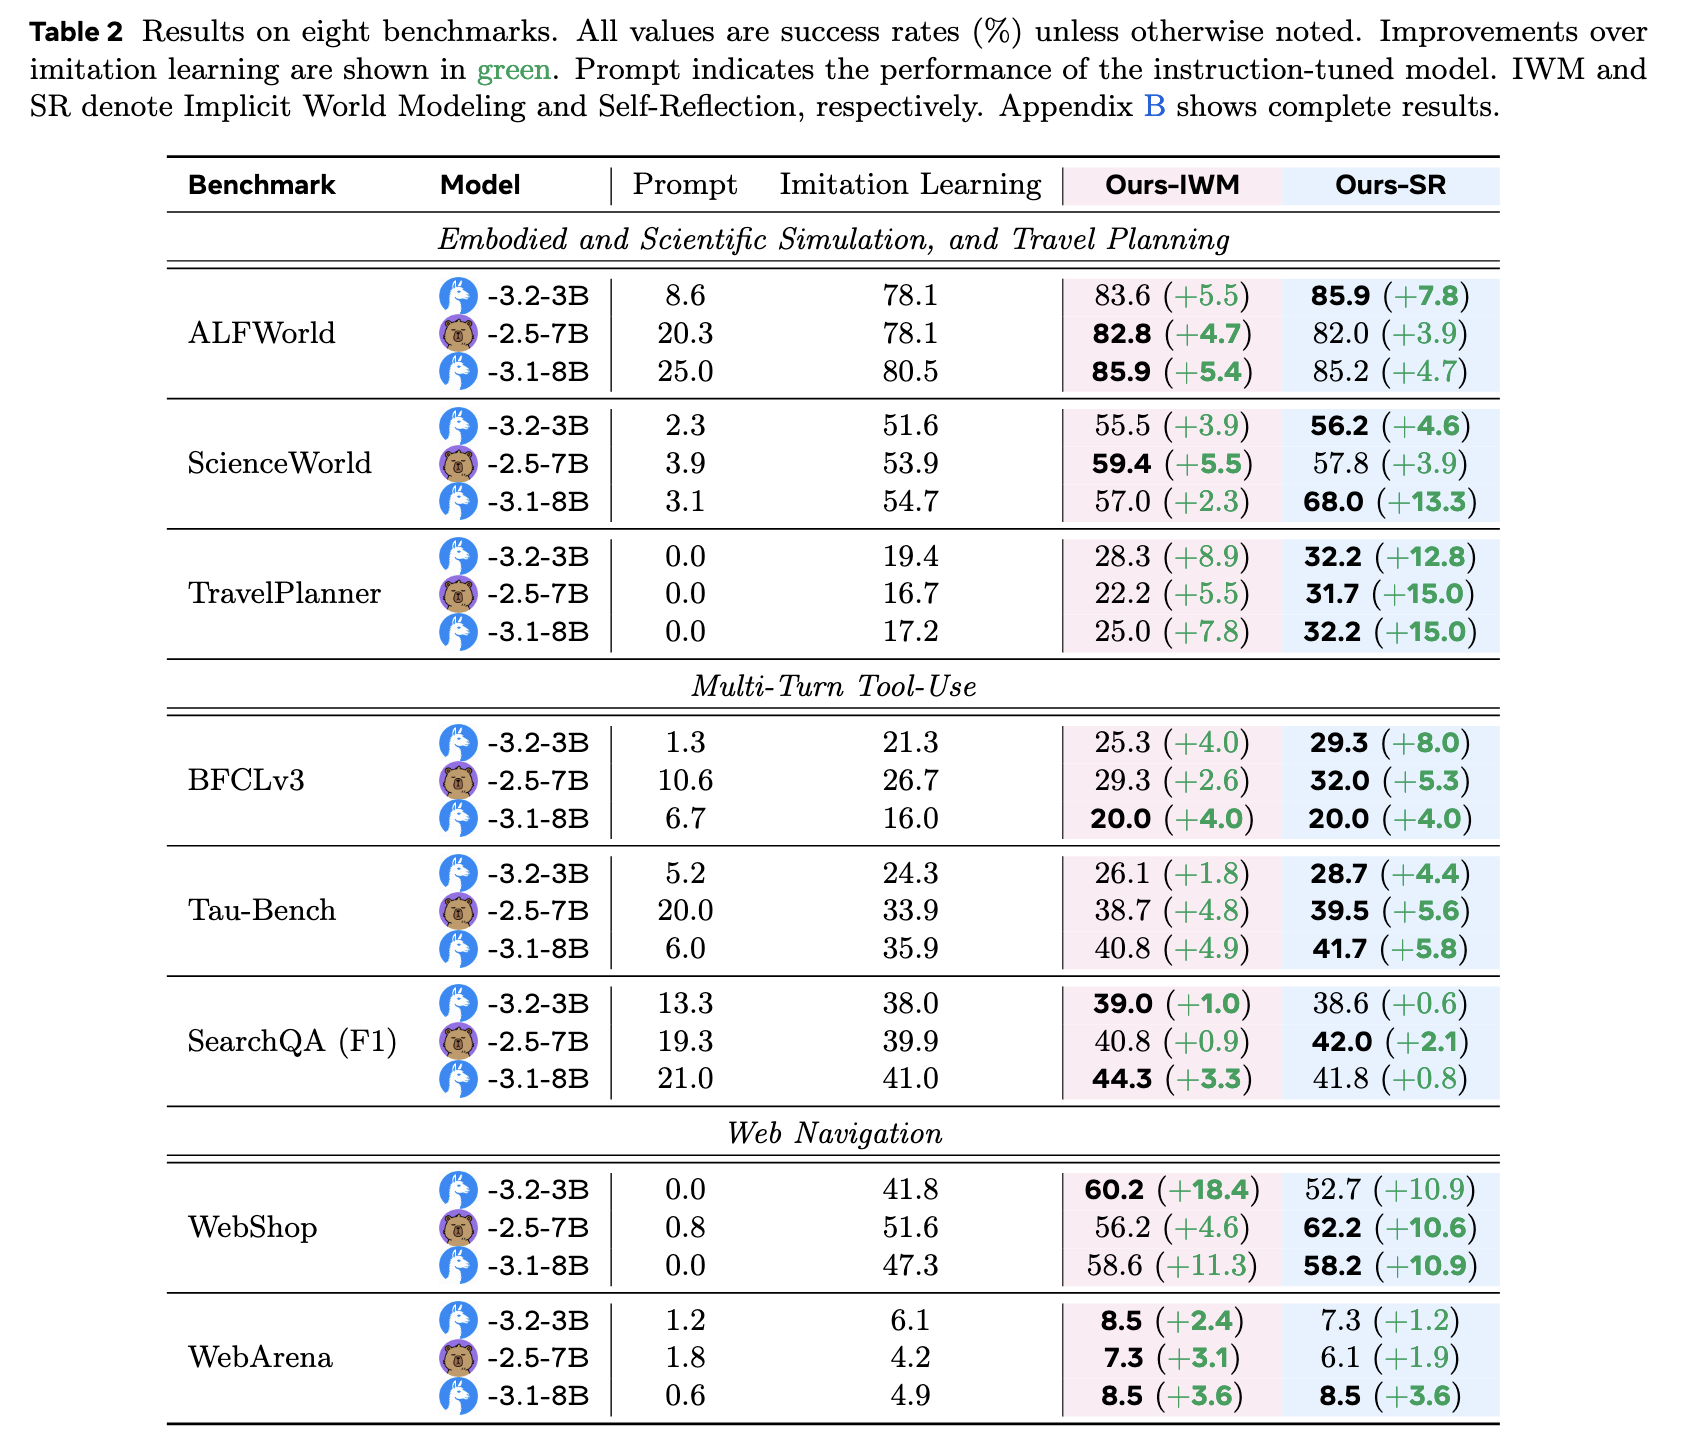 Table 2 Results on eight benchmarks. All values are success rates (%) unless otherwise noted. Improvements over
imitation learning are shown in green. Prompt indicates the performance of the instruction-tuned model. IWM and
SR denote Implicit World Modeling and Self-Reflection, respectively. Appendix B shows complete results.
Benchmark Model Prompt Imitation Learning Ours-IWM Ours-SR
Embodied and Scientific Simulation, and Travel Planning
-3.2-3B 8.6 78.1 83.6 (+5.5) 85.9 (+7.8)
ALFWorld -2.5-7B 20.3 78.1 82.8 (+4.7) 82.0 (+3.9)
-3.1-8B 25.0 80.5 85.9 (+5.4) 85.2 (+4.7)
-3.2-3B 2.3 51.6 55.5 (+3.9) 56.2 (+4.6)
ScienceWorld -2.5-7B 3.9 53.9 59.4 (+5.5) 57.8 (+3.9)
-3.1-8B 3.1 54.7 57.0 (+2.3) 68.0 (+13.3)
-3.2-3B 0.0 19.4 28.3 (+8.9) 32.2 (+12.8)
TravelPlanner -2.5-7B 0.0 16.7 22.2 (+5.5) 31.7 (+15.0)
-3.1-8B 0.0 17.2 25.0 (+7.8) 32.2 (+15.0)
Multi-Turn Tool-Use
-3.2-3B 1.3 21.3 25.3 (+4.0) 29.3 (+8.0)
BFCLv3 -2.5-7B 10.6 26.7 29.3 (+2.6) 32.0 (+5.3)
-3.1-8B 6.7 16.0 20.0 (+4.0) 20.0 (+4.0)
-3.2-3B 5.2 24.3 26.1 (+1.8) 28.7 (+4.4)
Tau-Bench -2.5-7B 20.0 33.9 38.7 (+4.8) 39.5 (+5.6)
-3.1-8B 6.0 35.9 40.8 (+4.9) 41.7 (+5.8)
-3.2-3B 13.3 38.0 39.0 (+1.0) 38.6 (+0.6)
SearchQA (F1) -2.5-7B 19.3 39.9 40.8 (+0.9) 42.0 (+2.1)
-3.1-8B 21.0 41.0 44.3 (+3.3) 41.8 (+0.8)
Web Navigation
-3.2-3B 0.0 41.8 60.2 (+18.4) 52.7 (+10.9)
WebShop -2.5-7B 0.8 51.6 56.2 (+4.6) 62.2 (+10.6)
-3.1-8B 0.0 47.3 58.6 (+11.3) 58.2 (+10.9)
-3.2-3B 1.2 6.1 8.5 (+2.4) 7.3 (+1.2)
WebArena -2.5-7B 1.8 4.2 7.3 (+3.1) 6.1 (+1.9)
-3.1-8B 0.6 4.9 8.5 (+3.6) 8.5 (+3.6)